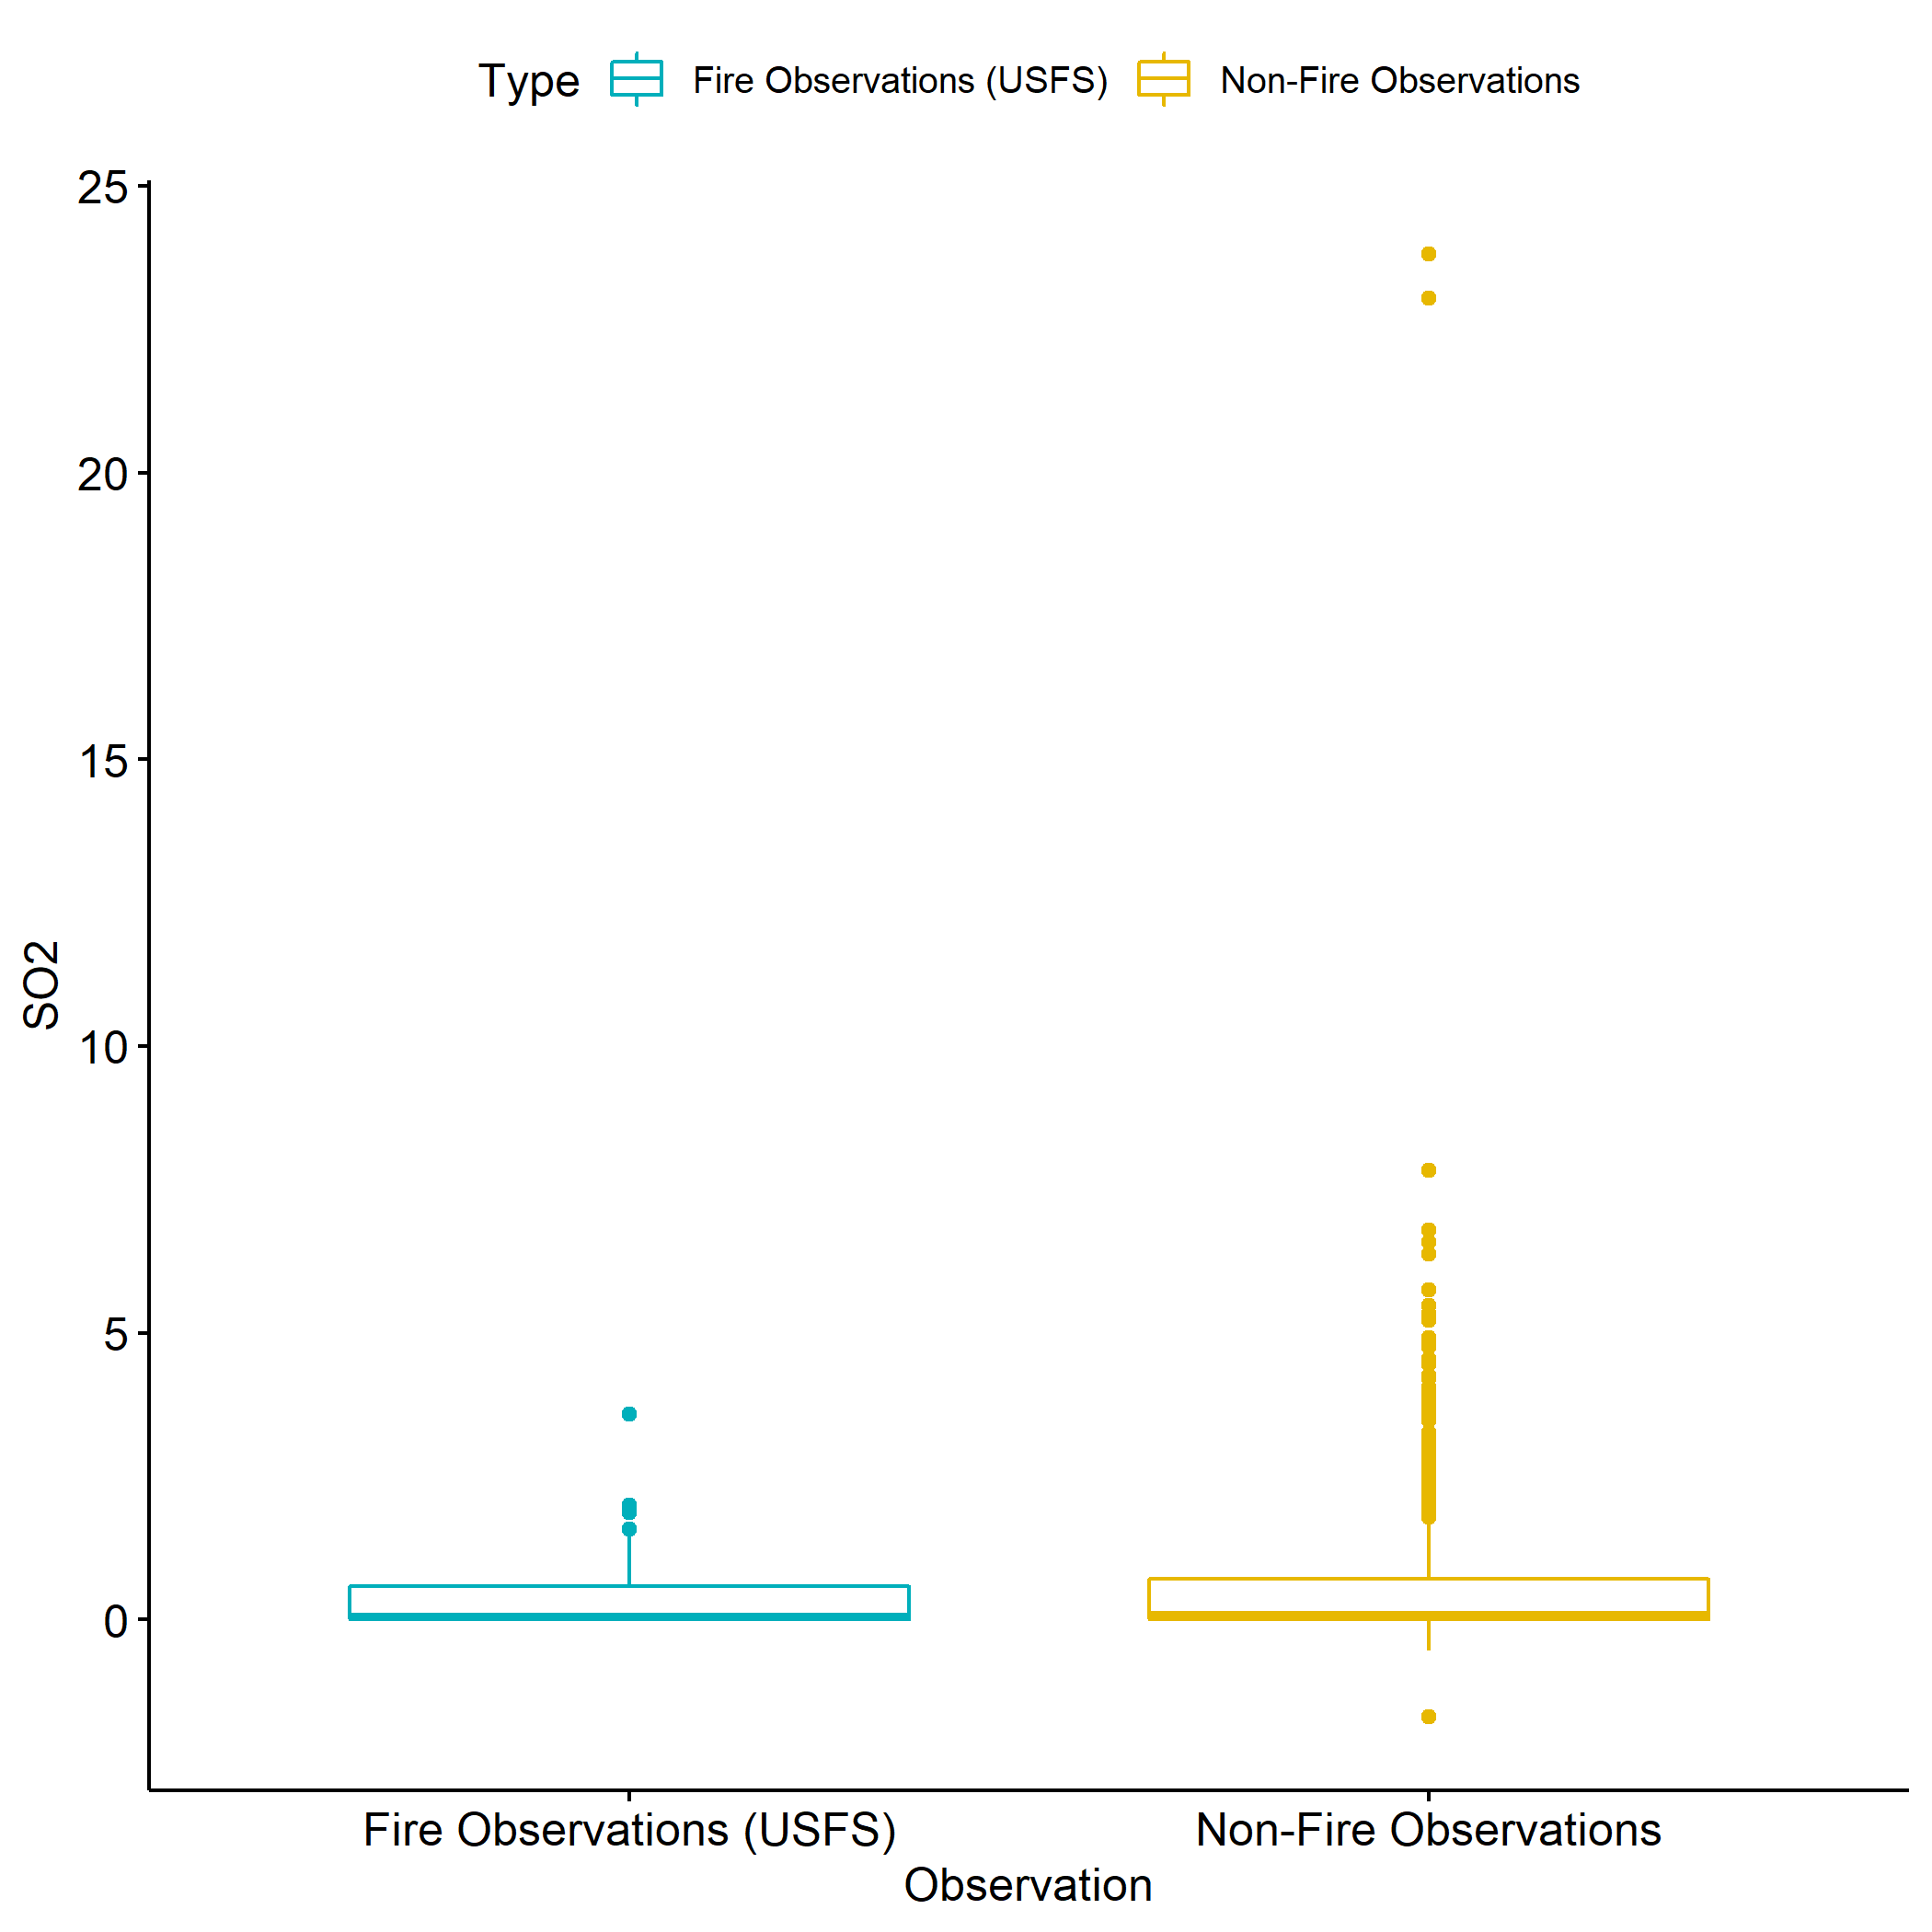 Type Fire Observations (USFS) Non-Fire Observations
25
20
15
10
5
0
SO2
Fire Observations (USFS) Non-Fire Observations
Observation